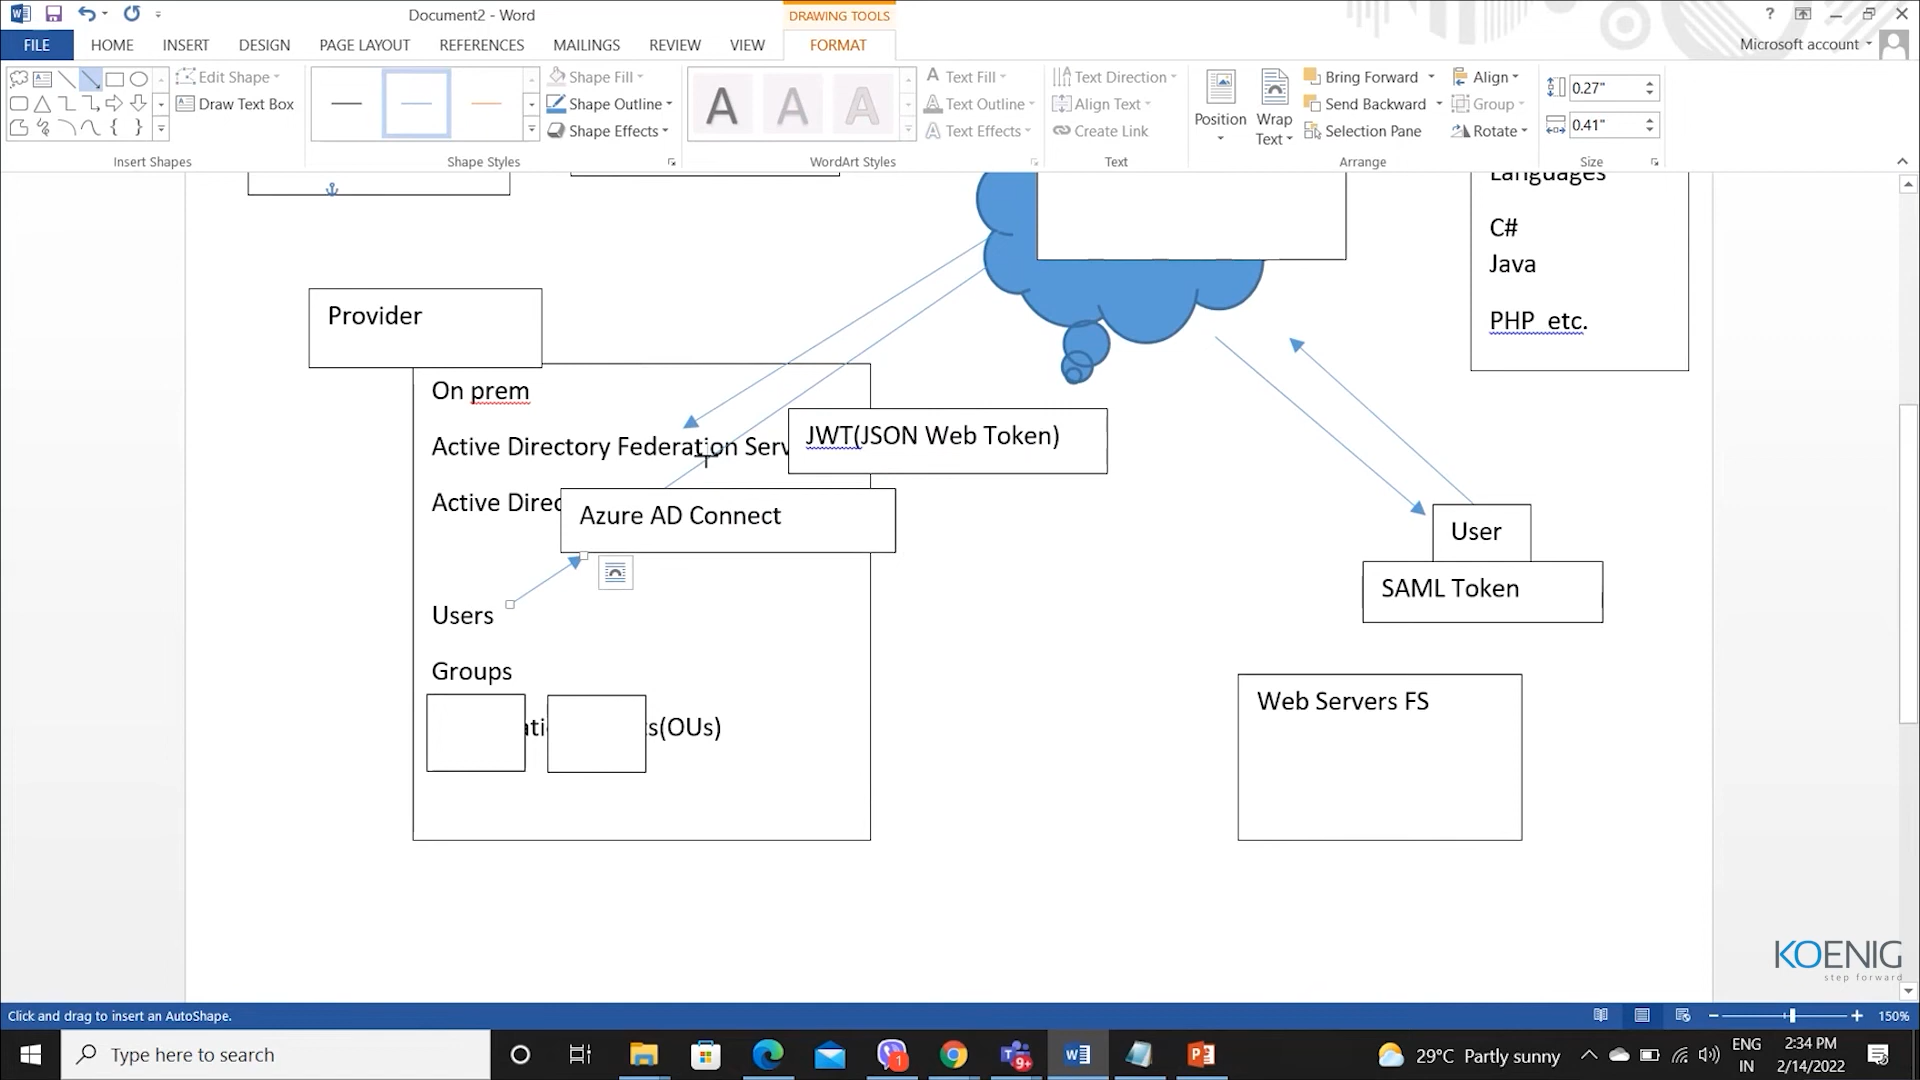 Document2 - Word
DRAWING TOOLS
?
FILE
HOME
INSERT
DESIGN
PAGE LAYOUT
REFERENCES
MAILINGS
REVIEW
VIEW
FORMAT
Microsoft account
Edit Shape
Draw Text Box
Insert Shapes
Shape Fill
Shape Outline
Shape Effects
Shape Styles
A A A
Text Fill
Text Outline
Text Effects
WordArt Styles
Text Direction
Align Text
Create Link
Text
Position
Wrap
Text
Bring Forward
Send Backward
Selection Pane
Align
Group
Rotate
Arrange
0.27"
0.41"
Size
Languages
C#
Java
PHP etc.
Provider
On prem
Active Directory Federation Serv
JWT(JSON Web Token)
Active Direc
Azure AD Connect
User
SAML Token
Users
Groups
ati
s(OUs)
Web Servers FS
KOENIG
step forward
Click and drag to insert an AutoShape.
150%
Type here to search
1
9+
29°C Partly sunny
ENG
IN
2:34 PM
2/14/2022